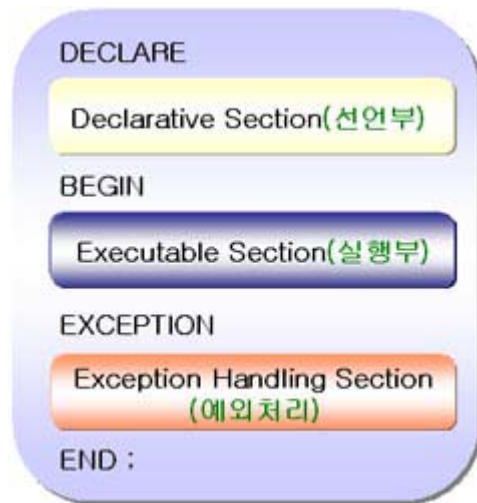 DECLARE
Declarative Section(선언부)
BEGIN
Executable Section(실행부)
EXCEPTION
Exception Handling Section
(예외처리)
END ;